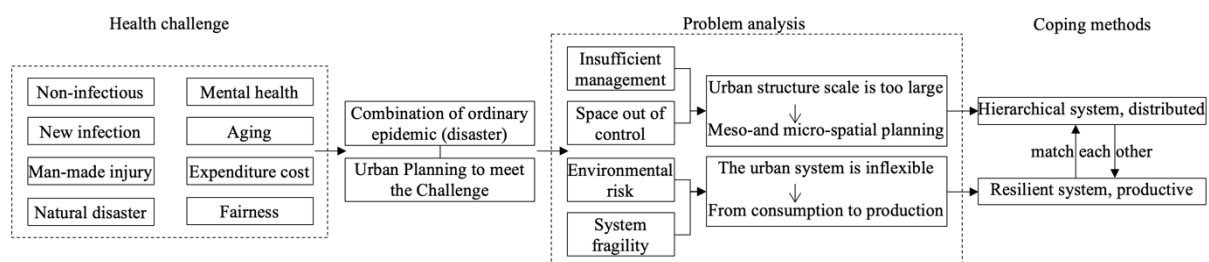 Health challenge
Problem analysis
Coping methods
Non-infectious
Mental health
New infection
Aging
Man-made injury
Expenditure cost
Natural disaster
Fairness
Combination of ordinary
epidemic (disaster)
Urban Planning to meet
the Challenge
Insufficient
management
Space out of
control
Environmental
risk
System
fragility
Urban structure scale is too large
Meso-and micro-spatial planning
The urban system is inflexible
From consumption to production
Hierarchical system, distributed
match each other
Resilient system, productive